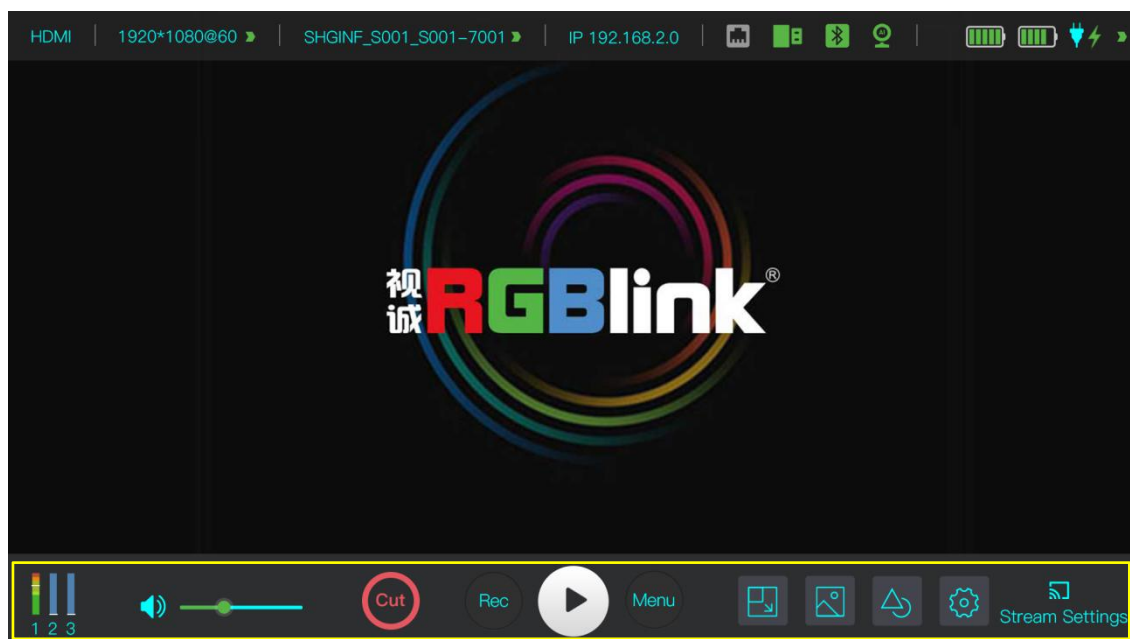 HDMI
1920*1080@60
SHGINF_S001_S001-7001
IP 192.168.2.0
AI
视诚
RGBlink®
Cut
Rec
Menu
Stream Settings
1 2 3